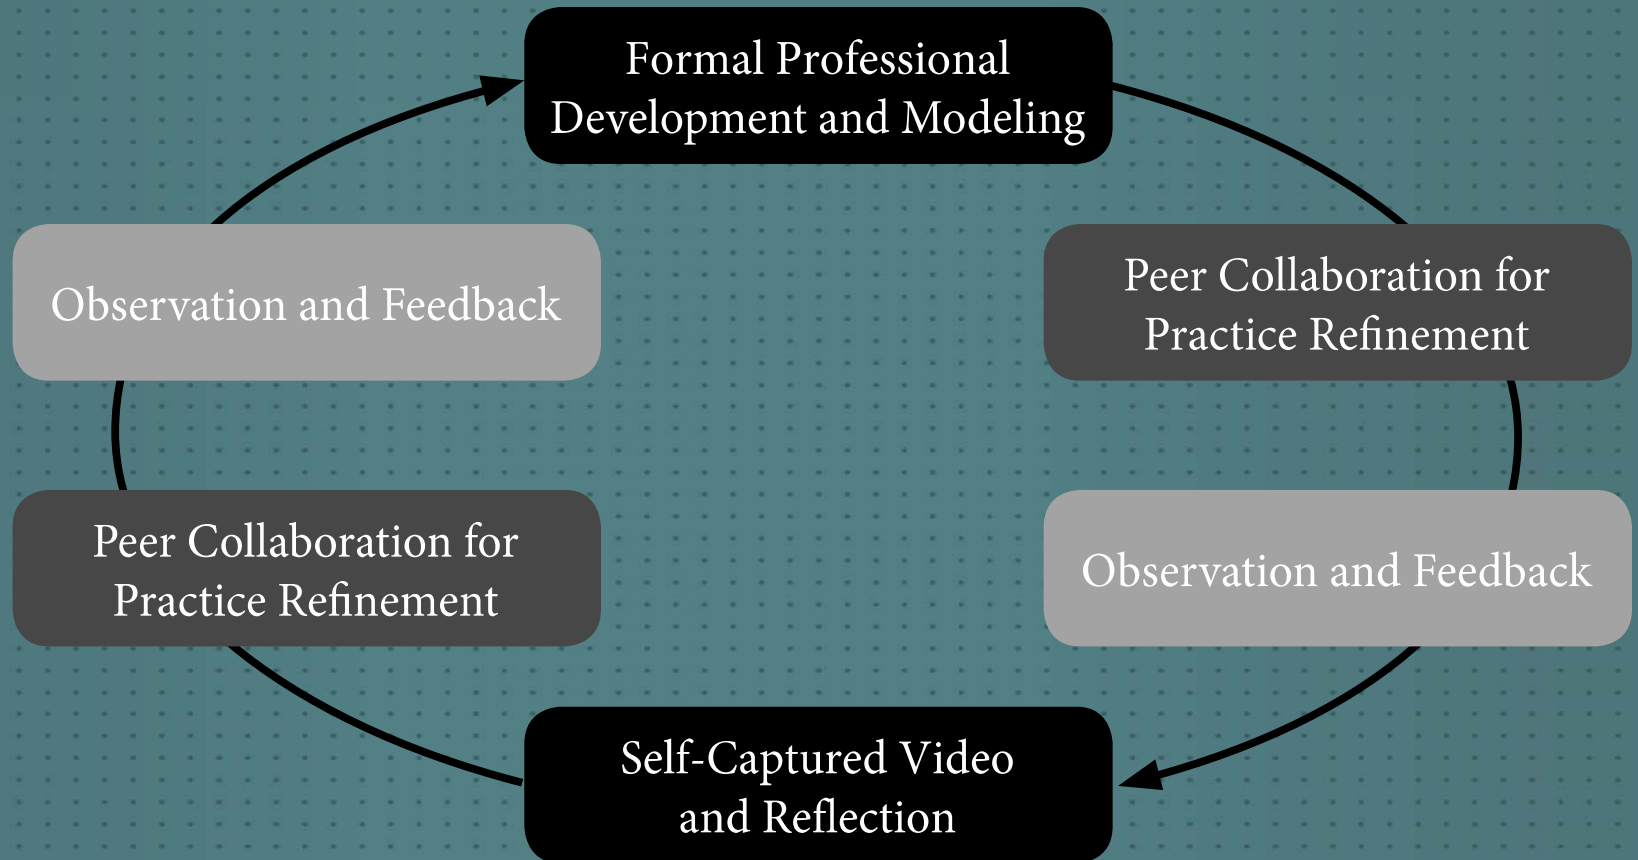 Formal Professional
Development and Modeling
Observation and Feedback
Peer Collaboration for
Practice Refinement
Peer Collaboration for
Practice Refinement
Observation and Feedback
Self-Captured Video
and Reflection